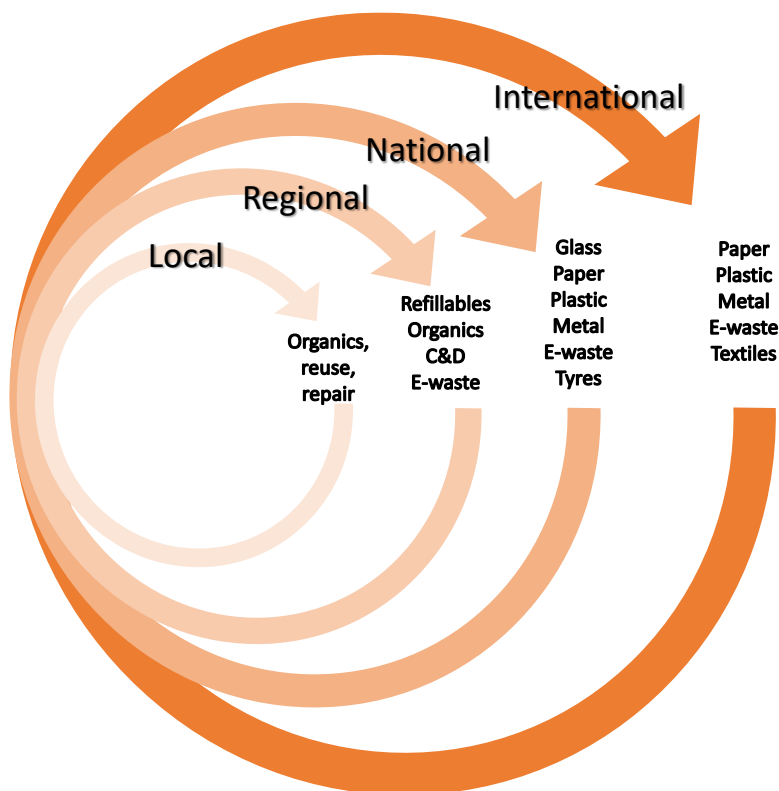 International
National
Regional
Local
Organics,
reuse,
repair
Refillables
Organics
C&D
E-waste
Glass
Paper
Plastic
Metal
E-waste
Tyres
Paper
Plastic
Metal
E-waste
Textiles